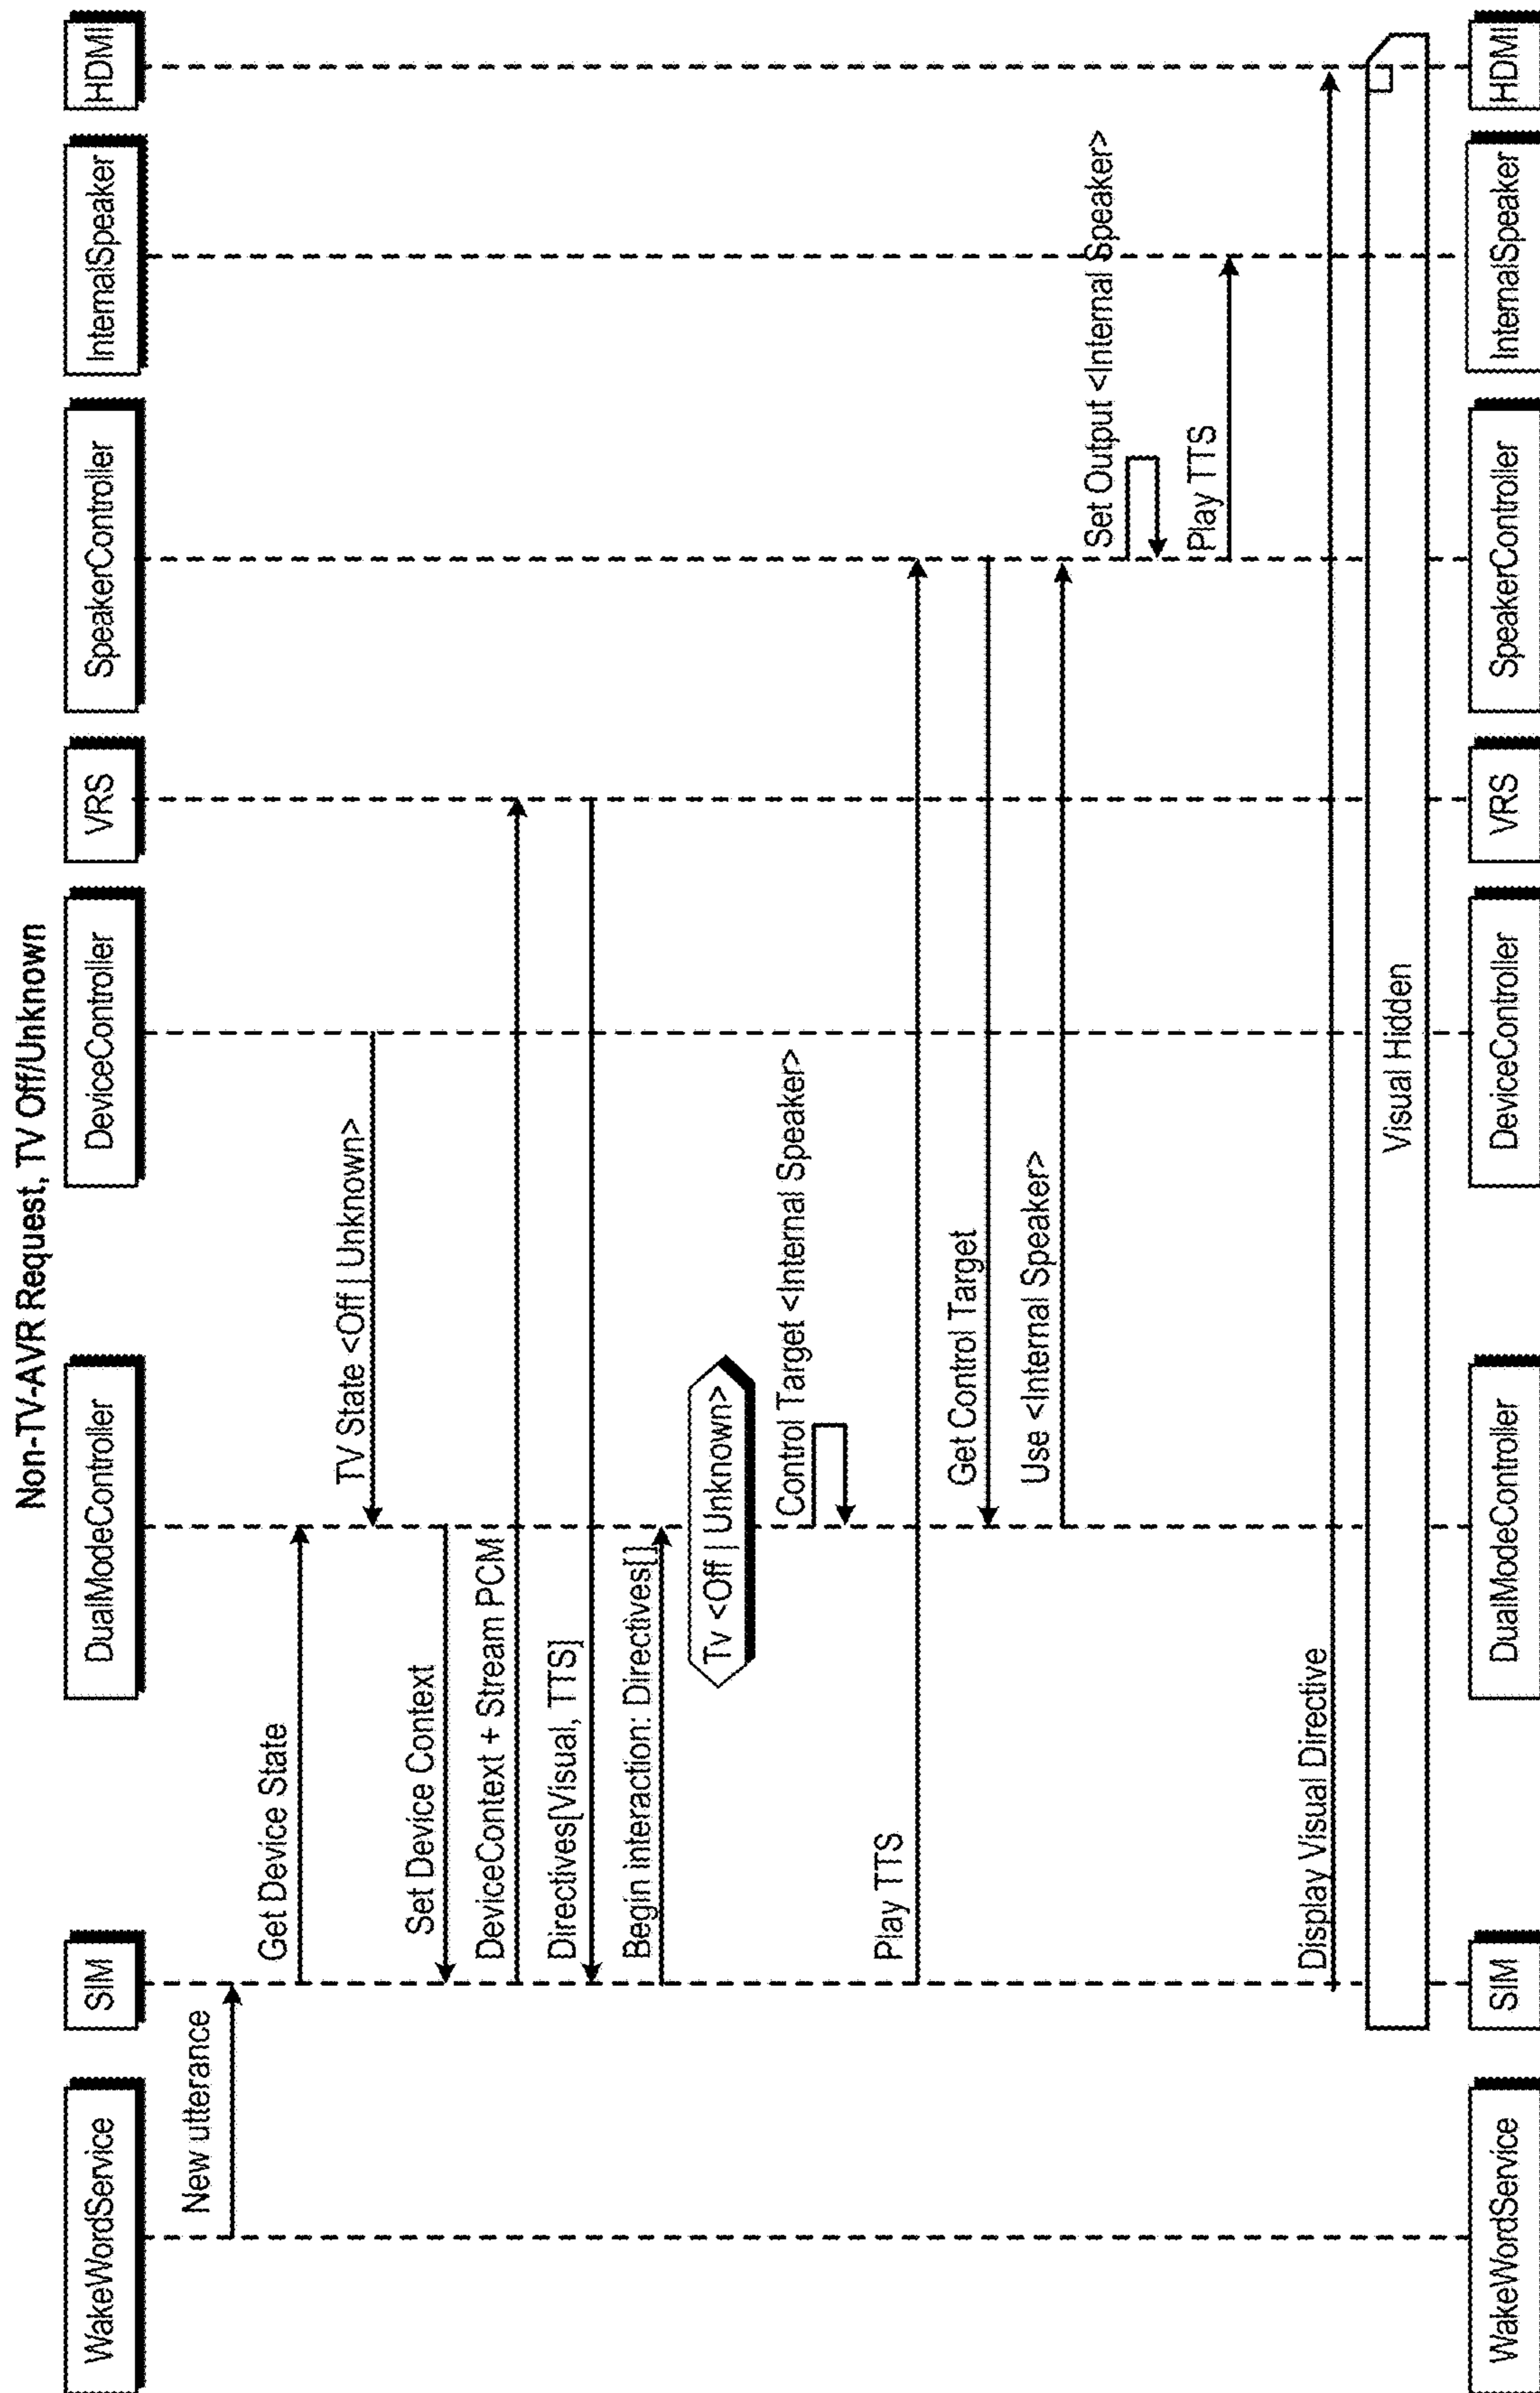 Non-TV-AVR Request, TV Off/Unknown
WakeWordService
SIM
DualModeController
DeviceController
VRS
SpeakerController
InternalSpeaker
HDMI
New utterance
Get Device State
TV State <Off | Unknown>
Set Device Context
DeviceContext + Stream PCM
Directives[Visual, TTS]
Begin interaction: Directives[]
Tv <Off | Unknown>
Control Target <Internal Speaker>
Play TTS
Get Control Target
Use <Internal Speaker>
Set Output <Internal Speaker>
Play TTS
Display Visual Directive
Visual Hidden
WakeWordService
SIM
DualModeController
DeviceController
VRS
SpeakerController
InternalSpeaker
HDMI